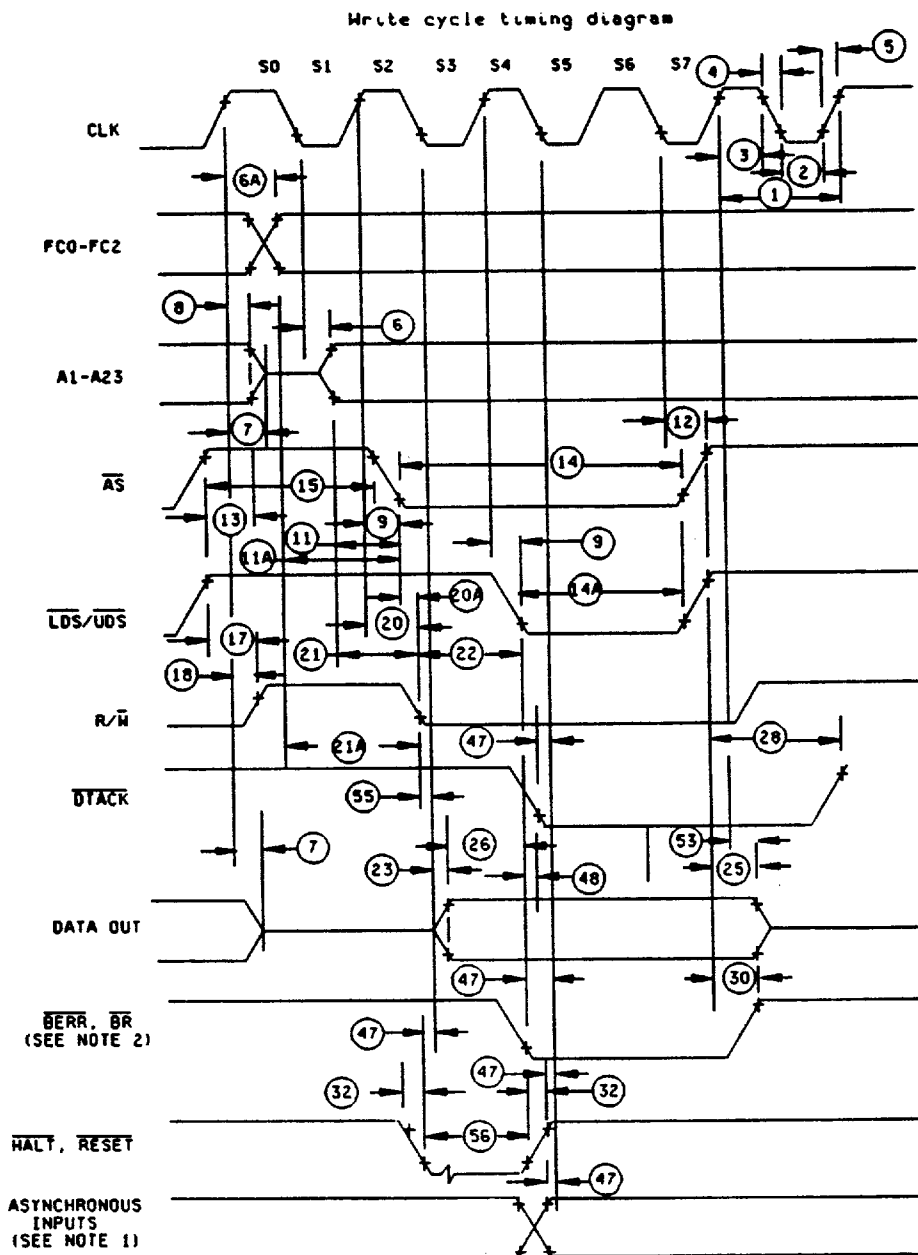 Write cycle timing diagram
S0 S1 S2 S3 S4 S5 S6 S7
5
4
CLK
3
2
6A
1
FC0-FC2
8
6
A1-A23
7
12
AS
14
15
13
9
11
9
11A
LDS/UDS
20A
14A
20
17
21
22
18
R/W
47
28
21A
DTACK
55
53
7
26
25
23
48
DATA OUT
47
30
BERR, BR
(SEE NOTE 2)
47
47
32
32
HALT, RESET
56
47
ASYNCHRONOUS
INPUTS
(SEE NOTE 1)